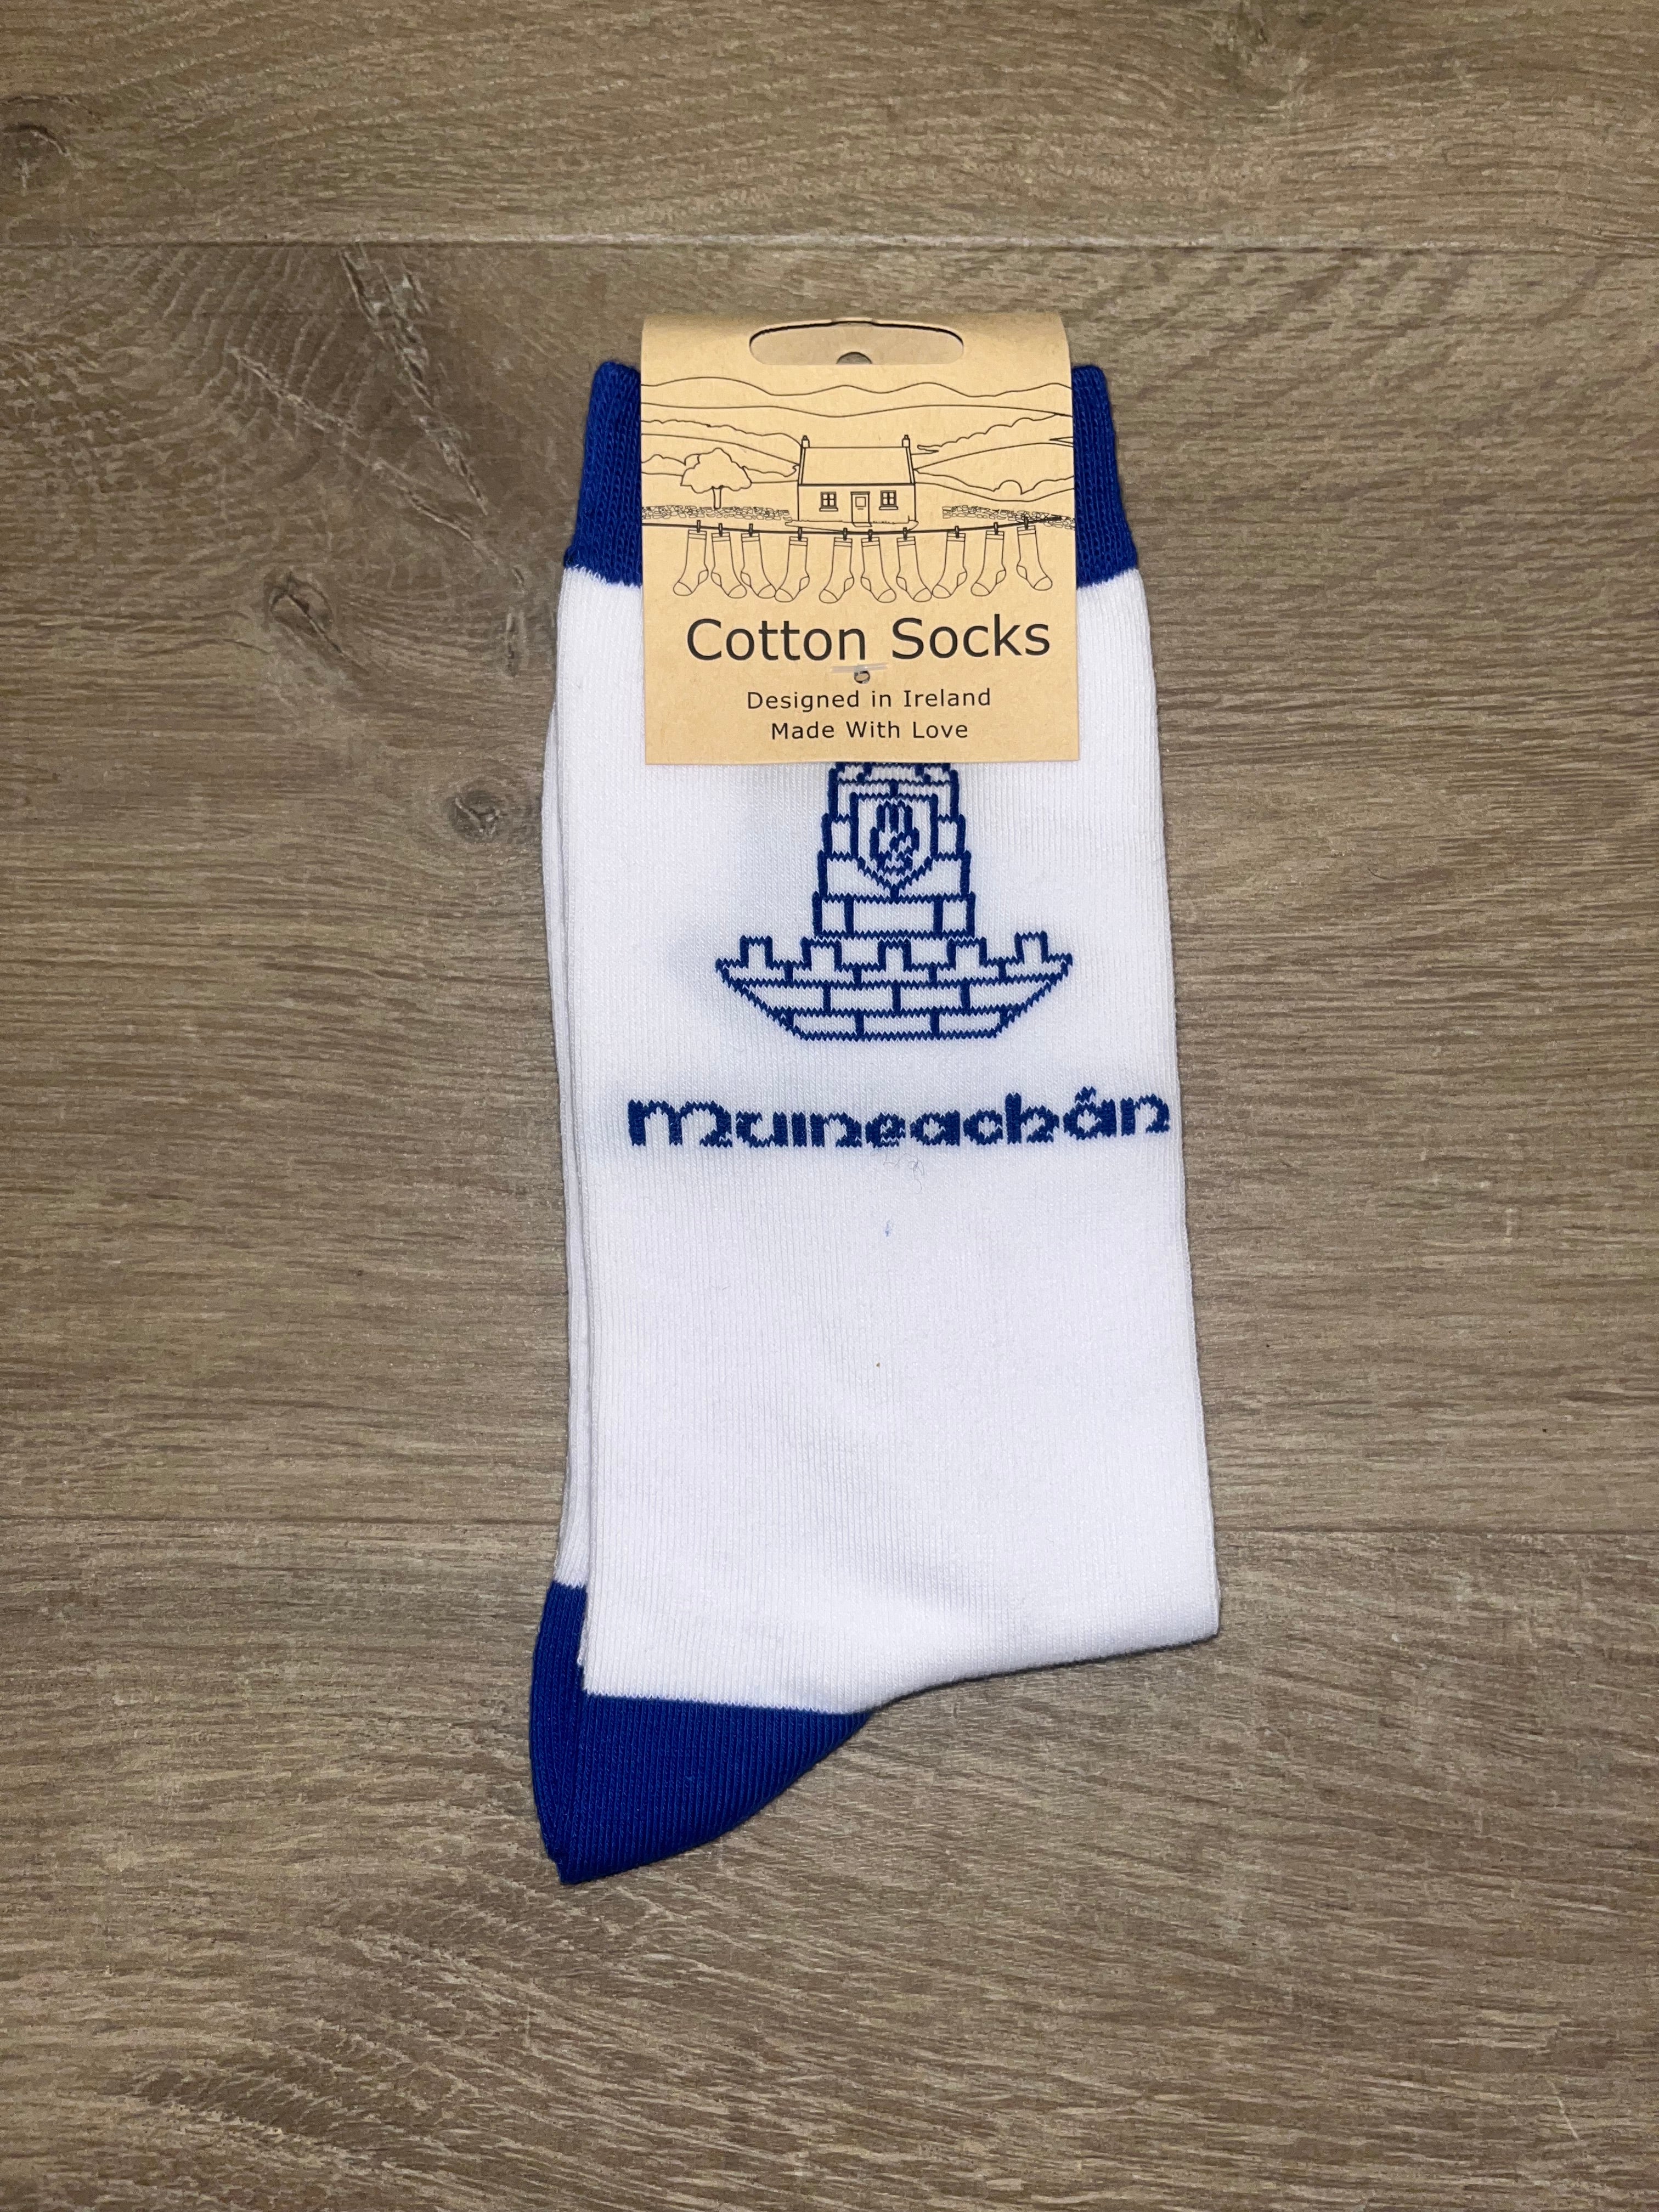 Cotton Socks
Designed in Ireland
Made With Love
Muineachán